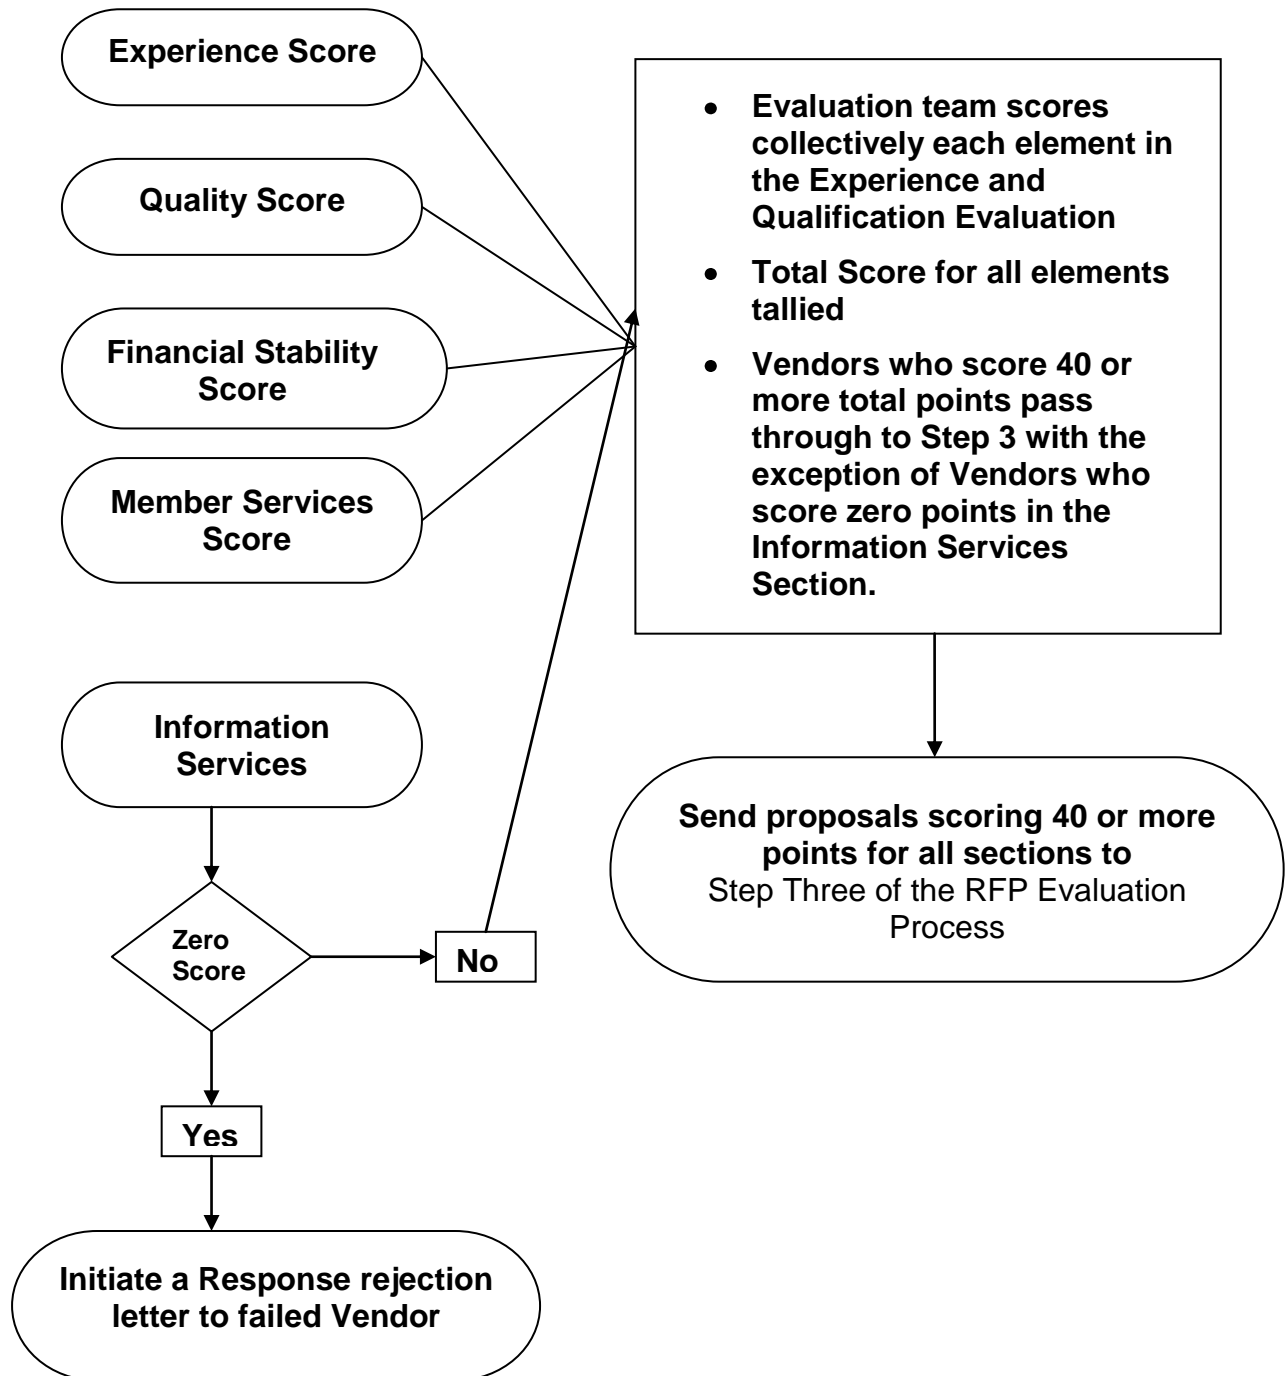 Experience Score
Quality Score
Financial Stability
Score
Member Services
Score
• Evaluation team scores
collectively each element in
the Experience and
Qualification Evaluation
• Total Score for all elements
tallied
• Vendors who score 40 or
more total points pass
through to Step 3 with the
exception of Vendors who
score zero points in the
Information Services
Section.
Information
Services
Zero
Score
No
Yes
Initiate a Response rejection
letter to failed Vendor
Send proposals scoring 40 or more
points for all sections to
Step Three of the RFP Evaluation
Process